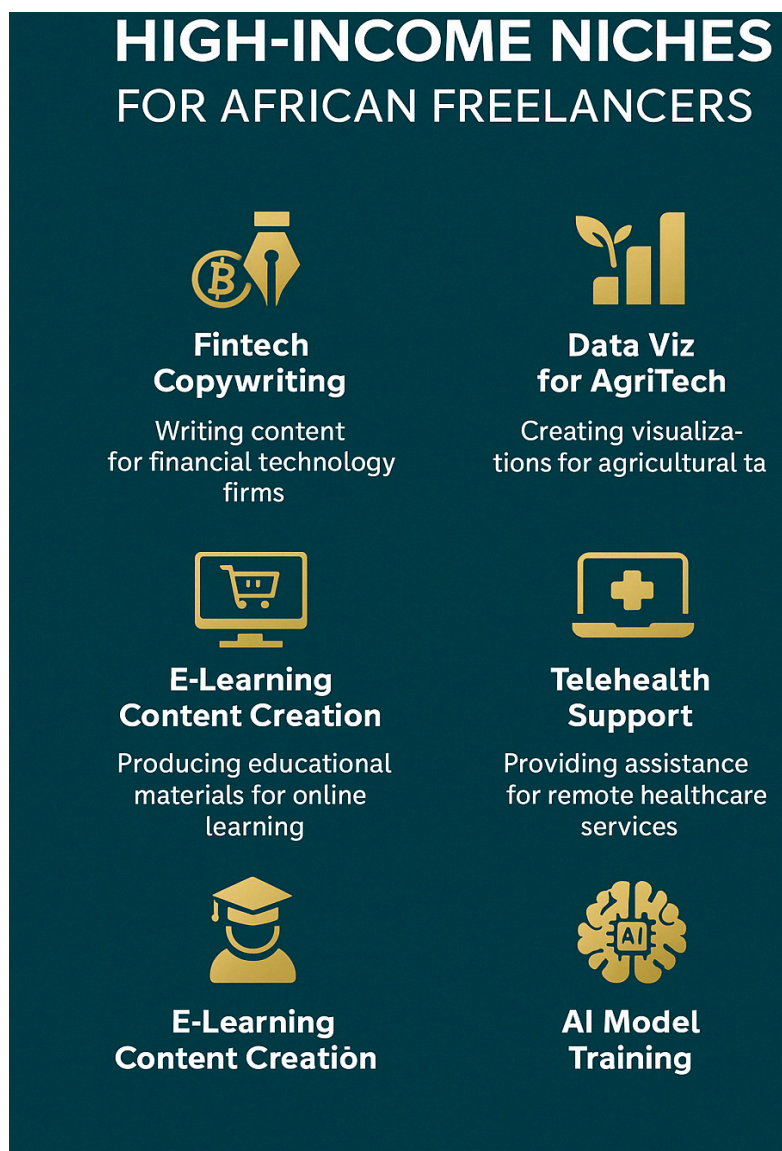 HIGH-INCOME NICHES
FOR AFRICAN FREELANCERS
Fintech
Copywriting
Writing content
for financial technology
firms
Data Viz
for AgriTech
Creating visualiza-
tions for agricultural ta
E-Learning
Content Creation
Producing educational
materials for online
learning
Telehealth
Support
Providing assistance
for remote healthcare
services
E-Learning
Content Creatiȯn
AI
AI Model
Training